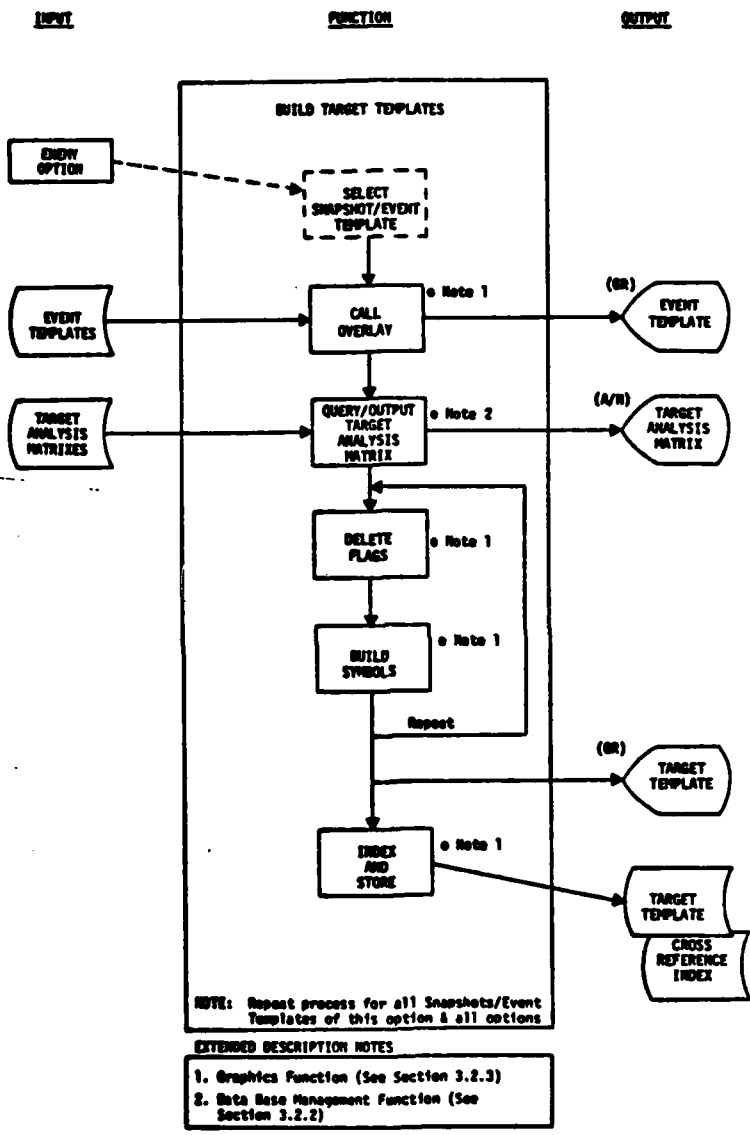 INPUT
FUNCTION
OUTPUT
BUILD TARGET TEMPLATES
ENEMY
OPTION
SELECT
SNAPSHOT/EVENT
TEMPLATE
EVENT
TEMPLATES
CALL
OVERLAY
• Note 1
(GR)
EVENT
TEMPLATE
TARGET
ANALYSIS
MATRIXES
QUERY/OUTPUT
TARGET
ANALYSIS
MATRIX
• Note 2
(A/N)
TARGET
ANALYSIS
MATRIX
DELETE
FLAGS
• Note 1
BUILD
SYMBOLS
• Note 1
Repeat
(GR)
TARGET
TEMPLATE
INDEX
AND
STORE
• Note 1
TARGET
TEMPLATE
CROSS
REFERENCE
INDEX
NOTE: Repeat process for all Snapshots/Event
Templates of this option & all options
EXTENDED DESCRIPTION NOTES
1. Graphics Function (See Section 3.2.3)
2. Data Base Management Function (See
Section 3.2.2)